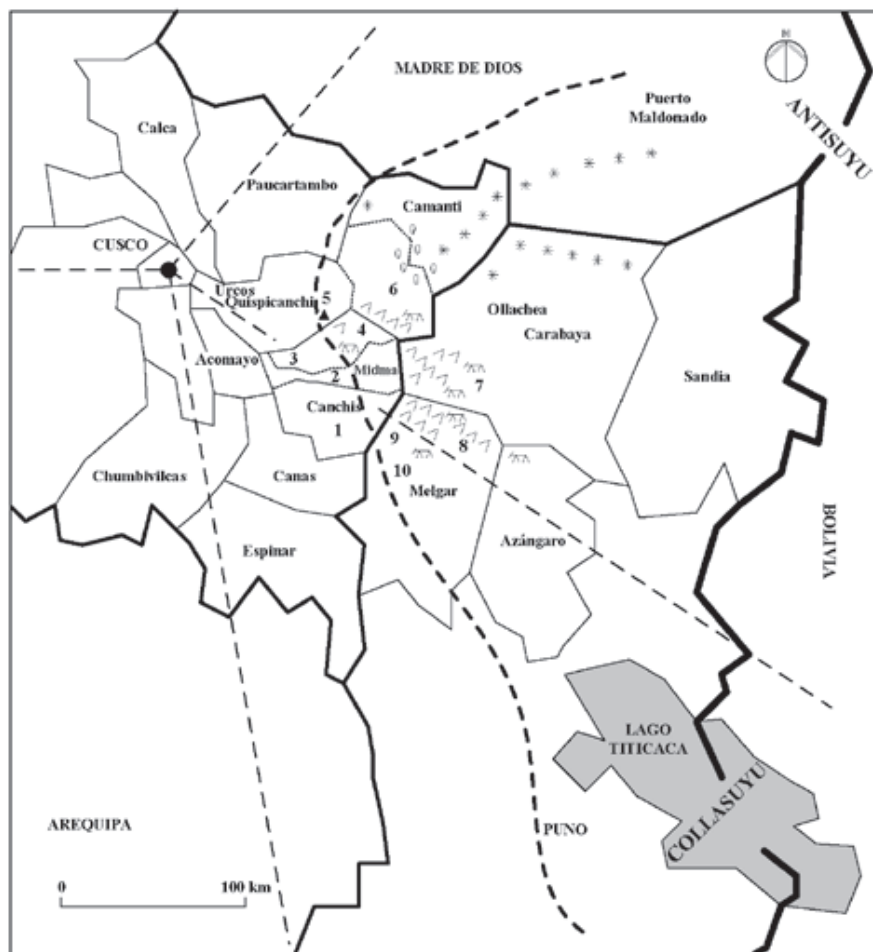 N
MADRE DE DIOS
Puerto
Maldonado
ANTISUYU
Calca
Paucartambo
Camanti
CUSCO
Urcos
Quispicanchi
5
6
4
Ollachea
Carabaya
3
Acomayo
2
Midma
7
Sandia
Canchis
1
9
8
10
Chumbivilcas
Canas
Melgar
Azángaro
BOLIVIA
Espinar
LAGO
TITICACA
COLLASUYU
AREQUIPA
PUNO
0
100 km